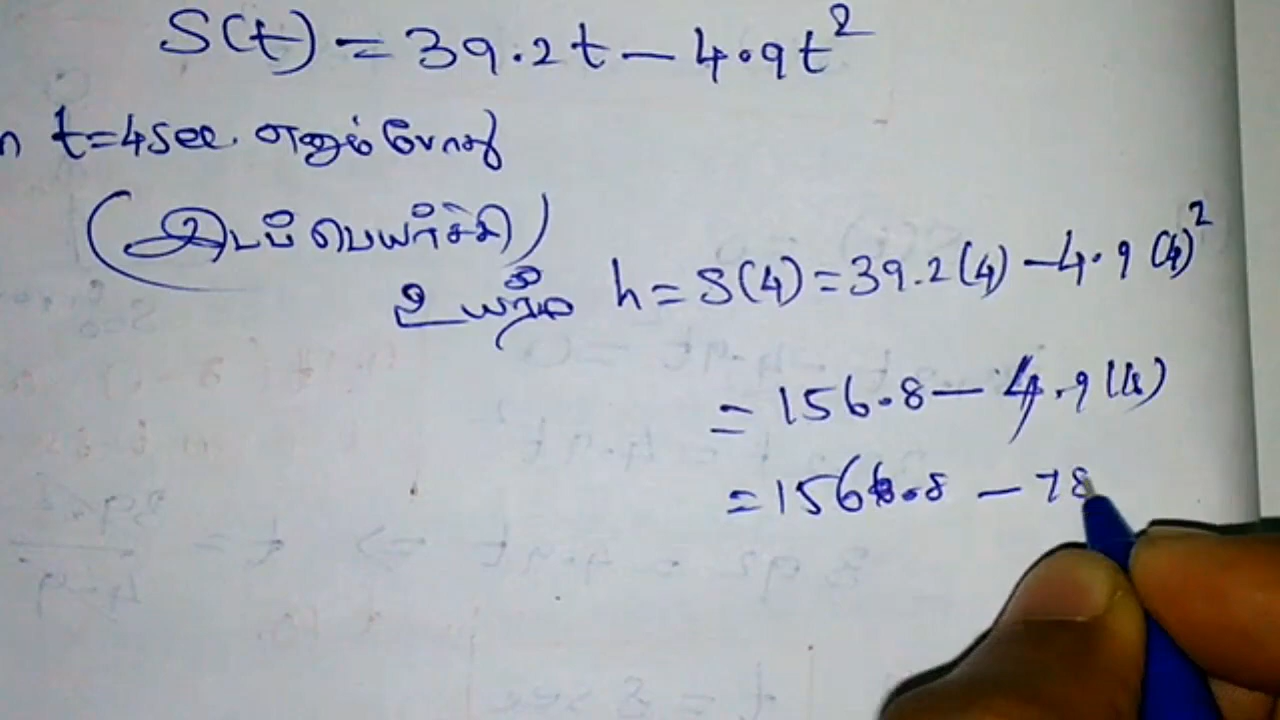 S(t) = 39.2t − 4.9t²
t=4sec. எனும் போது
(இடப் பெயர்ச்சி)
உயரம் h = S(4) = 39.2(4) − 4.9(4)²
= 156.8 − 4.9(4)
= 156.8 − 78